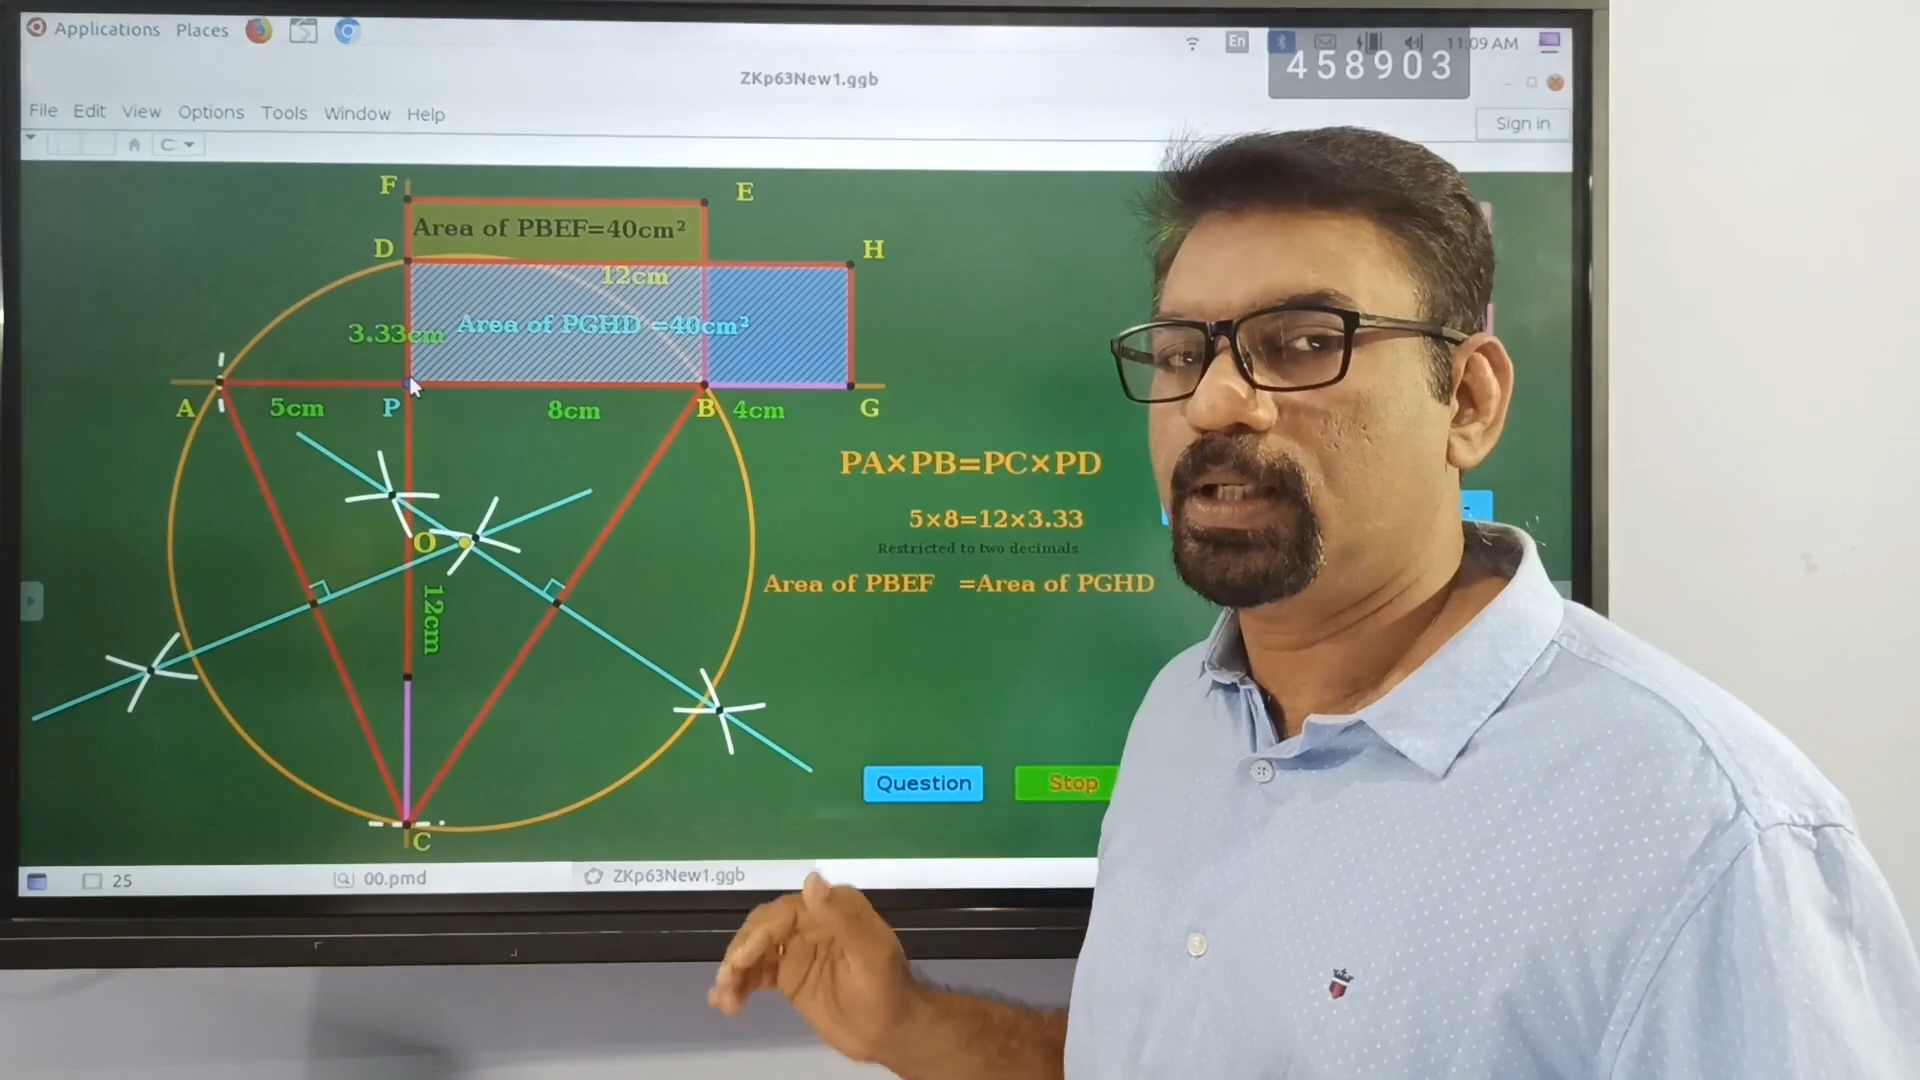 Applications Places
En
11:09 AM
458903
ZKp63New1.ggb
File Edit View Options Tools Window Help
Sign in
F
E
Area of PBEF=40cm²
D
H
12cm
3.33cm
Area of PGHD =40cm²
A 5cm P 8cm B 4cm G
PA×PB=PC×PD
5×8=12×3.33
O
Restricted to two decimals
Area of PBEF =Area of PGHD
12cm
Question
Stop
C
25
00.pmd
ZKp63New1.ggb